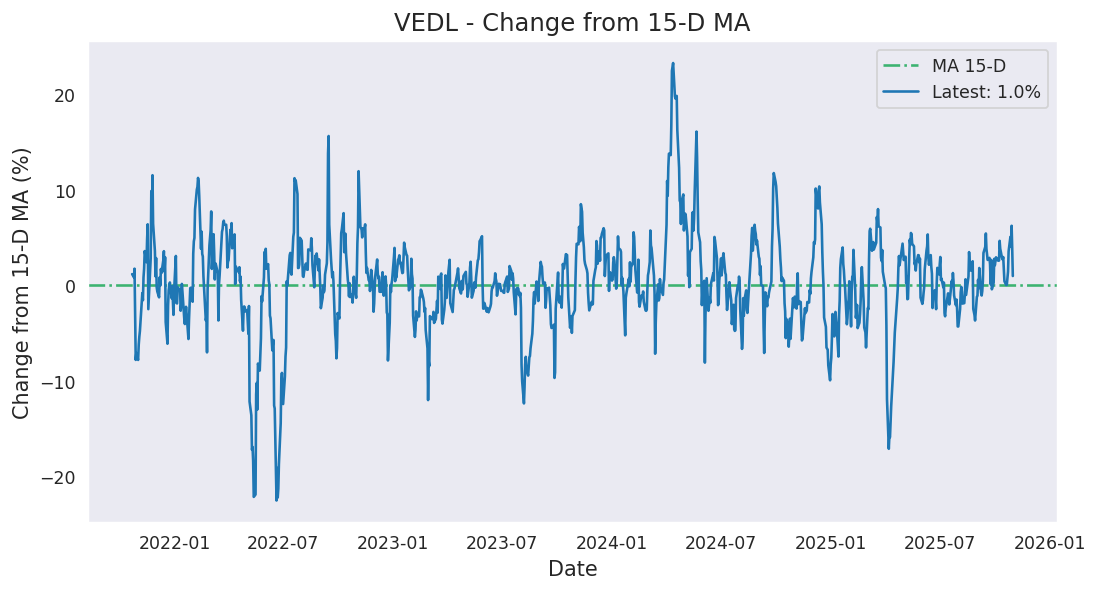 VEDL - Change from 15-D MA
MA 15-D
Latest: 1.0%
Change from 15-D MA (%)
20
10
0
−10
−20
2022-01 2022-07 2023-01 2023-07 2024-01 2024-07 2025-01 2025-07 2026-01
Date